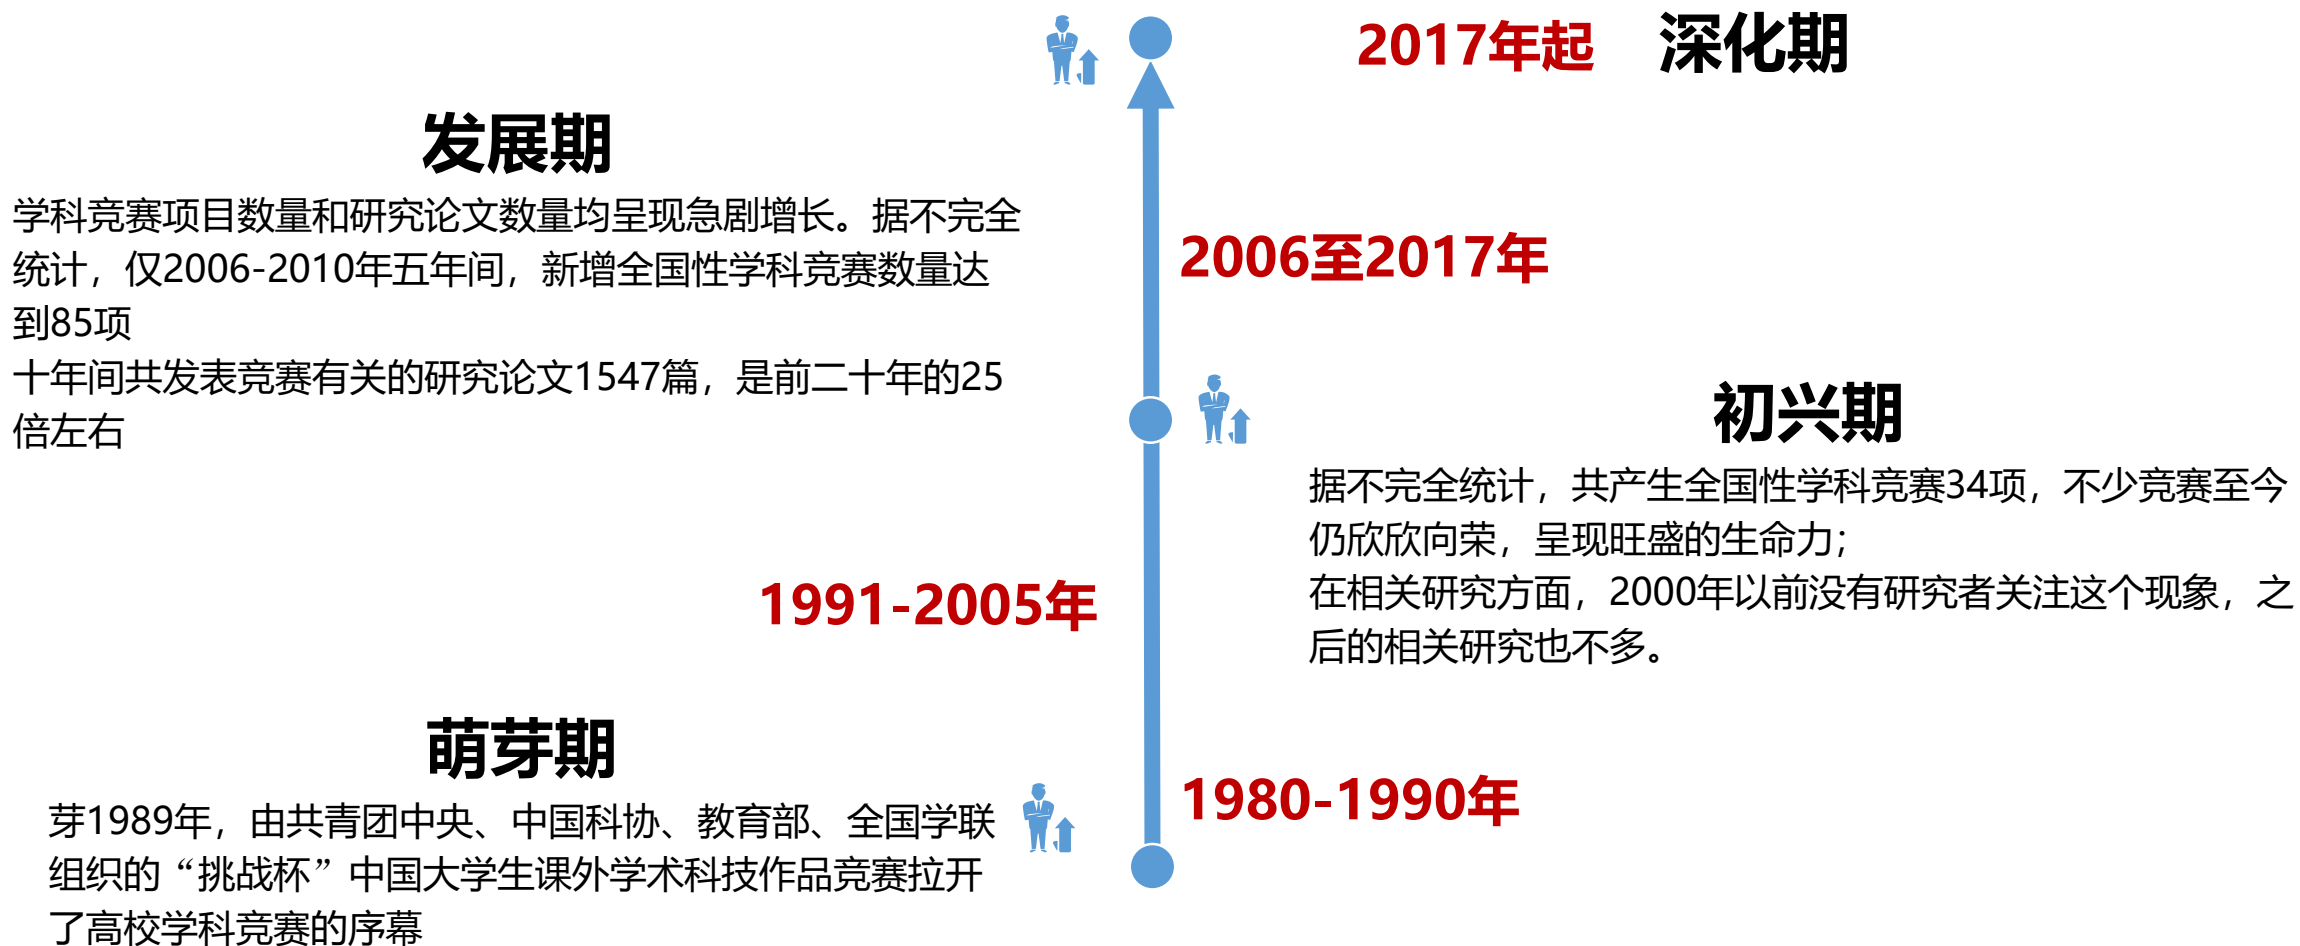 2017年起 深化期
发展期
学科竞赛项目数量和研究论文数量均呈现急剧增长。据不完全
统计，仅2006-2010年五年间，新增全国性学科竞赛数量达
到85项
十年间共发表竞赛有关的研究论文1547篇，是前二十年的25
倍左右
2006至2017年
初兴期
据不完全统计，共产生全国性学科竞赛34项，不少竞赛至今
仍欣欣向荣，呈现旺盛的生命力；
在相关研究方面，2000年以前没有研究者关注这个现象，之
后的相关研究也不多。
1991-2005年
萌芽期
芽1989年，由共青团中央、中国科协、教育部、全国学联
组织的“挑战杯”中国大学生课外学术科技作品竞赛拉开
了高校学科竞赛的序幕
1980-1990年